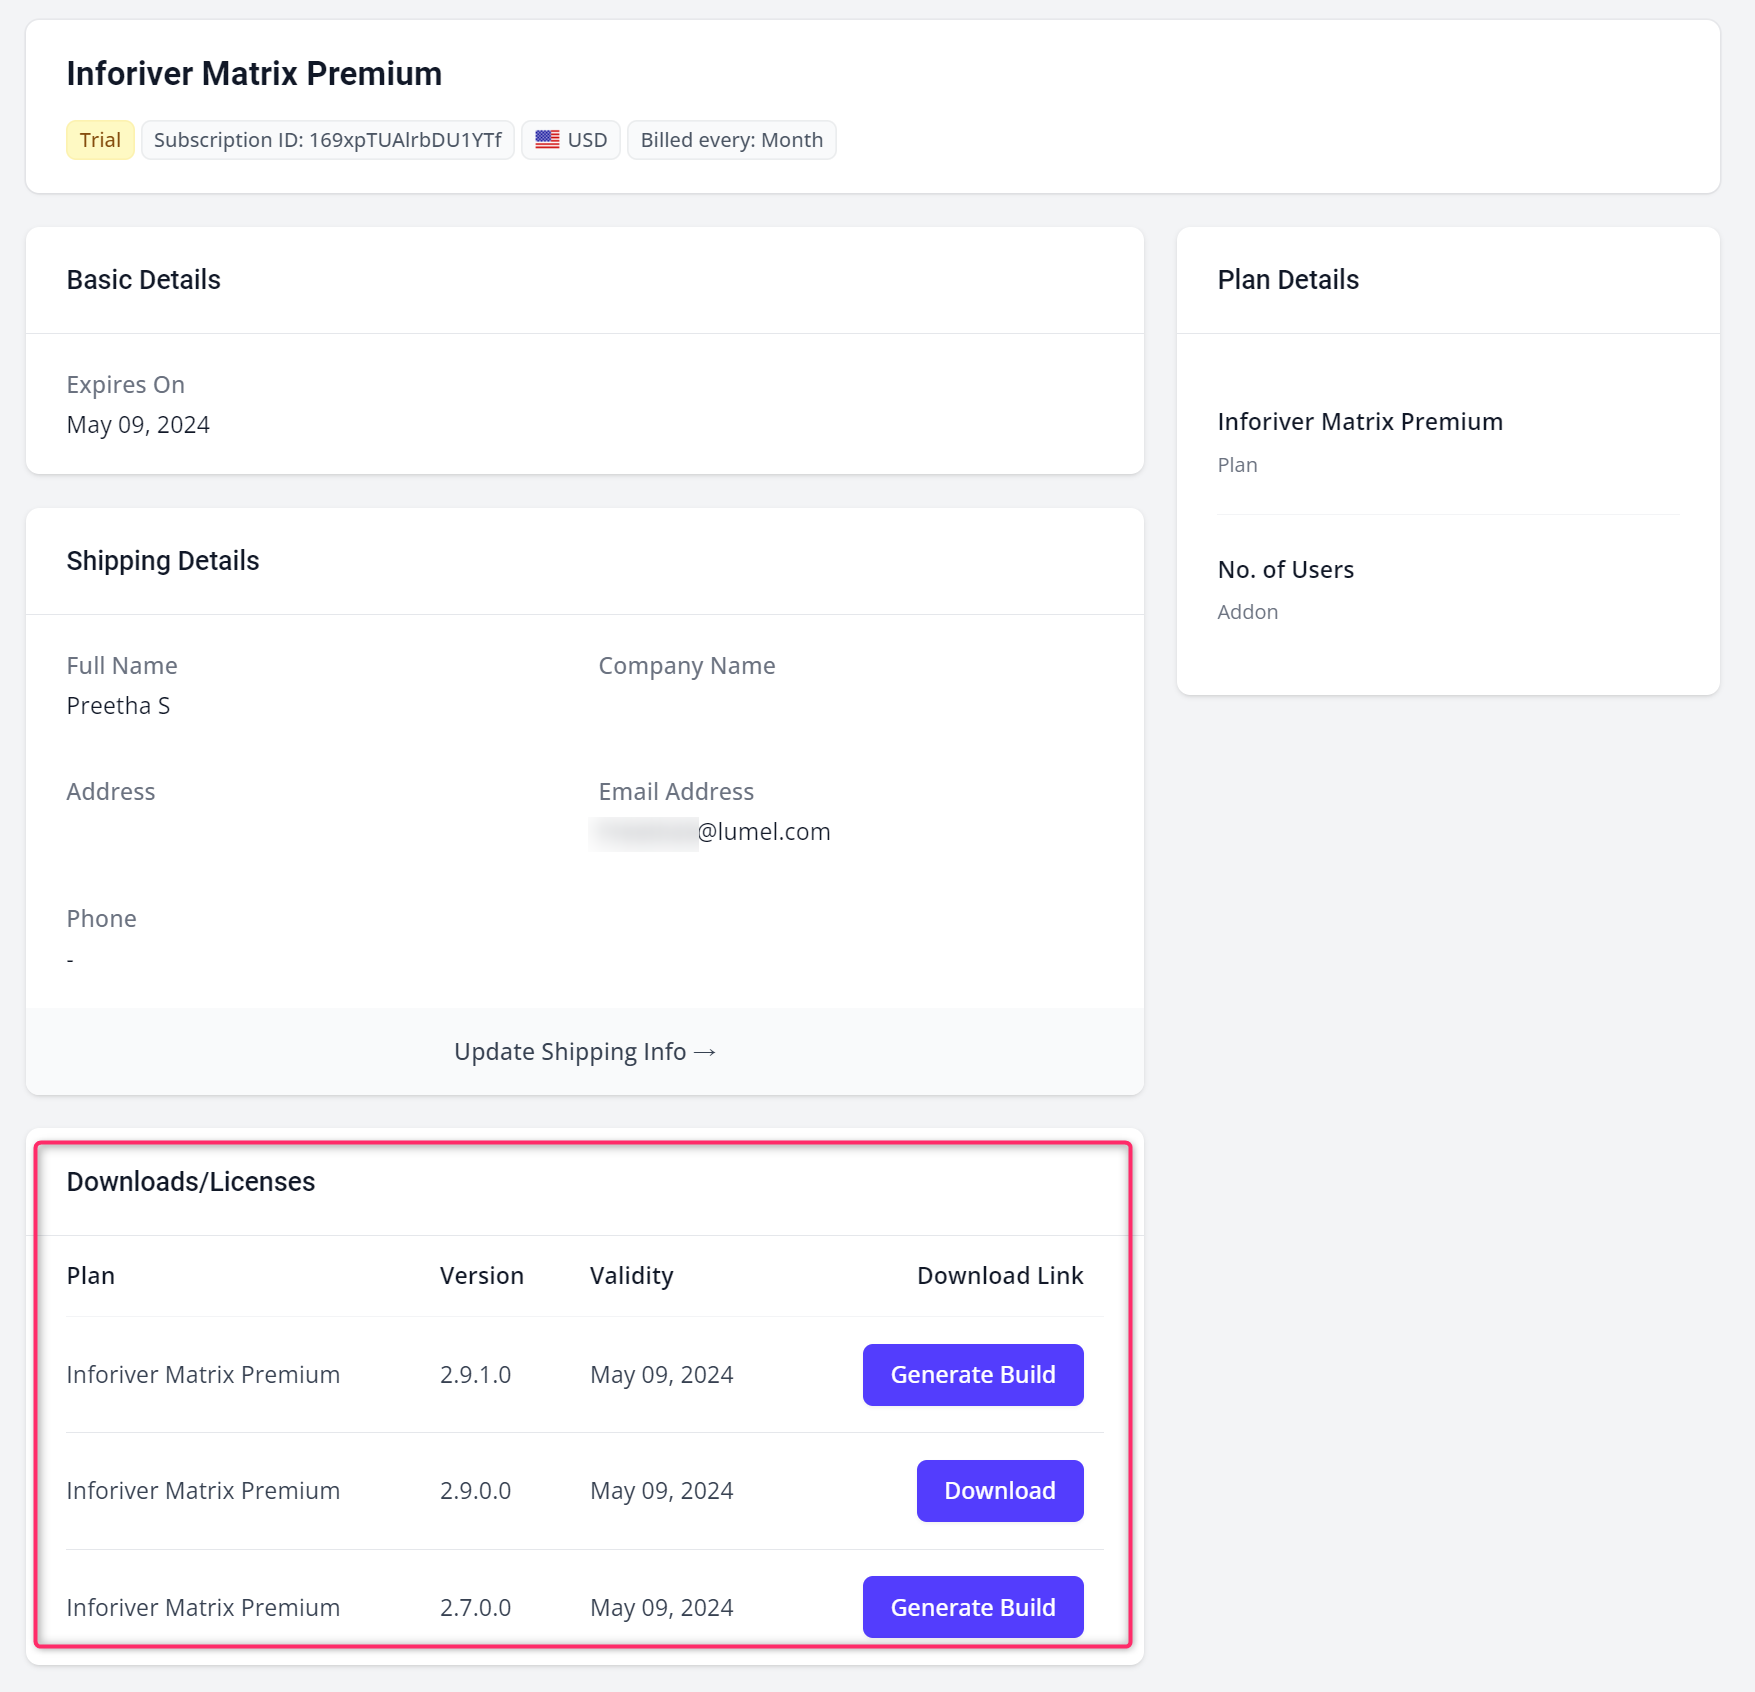 Inforiver Matrix Premium
Trial Subscription ID: 169xpTUAlrbDU1YTf USD Billed every: Month
Basic Details
Expires On
May 09, 2024
Plan Details
Inforiver Matrix Premium
Plan
No. of Users
Addon
Shipping Details
Full Name Company Name
Preetha S
Address Email Address
@lumel.com
Phone
-
Update Shipping Info →
Downloads/Licenses
Plan Version Validity Download Link
Inforiver Matrix Premium 2.9.1.0 May 09, 2024 Generate Build
Inforiver Matrix Premium 2.9.0.0 May 09, 2024 Download
Inforiver Matrix Premium 2.7.0.0 May 09, 2024 Generate Build